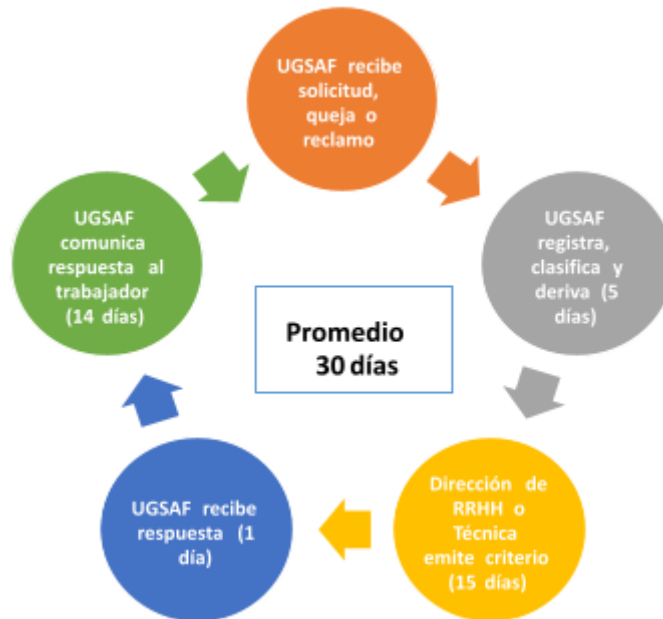 UGSAF recibe
solicitud,
queja o
reclamo
UGSAF
registra,
clasifica y
deriva (5
días)
Dirección de
RRHH o
Técnica
emite criterio
(15 días)
UGSAF recibe
respuesta (1
día)
UGSAF
comunica
respuesta al
trabajador
(14 días)
Promedio
30 días